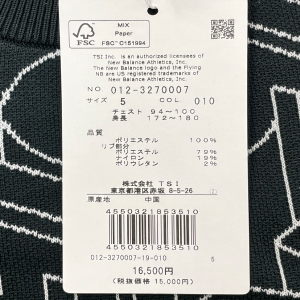 FSC
MIX
Paper
FSC™ C151994
TSI Inc. is an authorized licensees of
New Balance Athletics, Inc.
The New Balance logo and the Flying
NB are US registered trademarks of
New Balance Athletics, Inc.
NO 012-3270007
サイズ 5 COL 010
チェスト 94~100
身長 172~180
品質
ポリエステル 100%
リブ部分
ポリエステル 79%
ナイロン 19%
ポリウレタン 2%
株式会社 TSI
東京都港区赤坂 8-5-26
原産地 中国
4550321853510
4550321853510
012-3270007-19-010 5
16,500円
(税抜価格 15,000円)